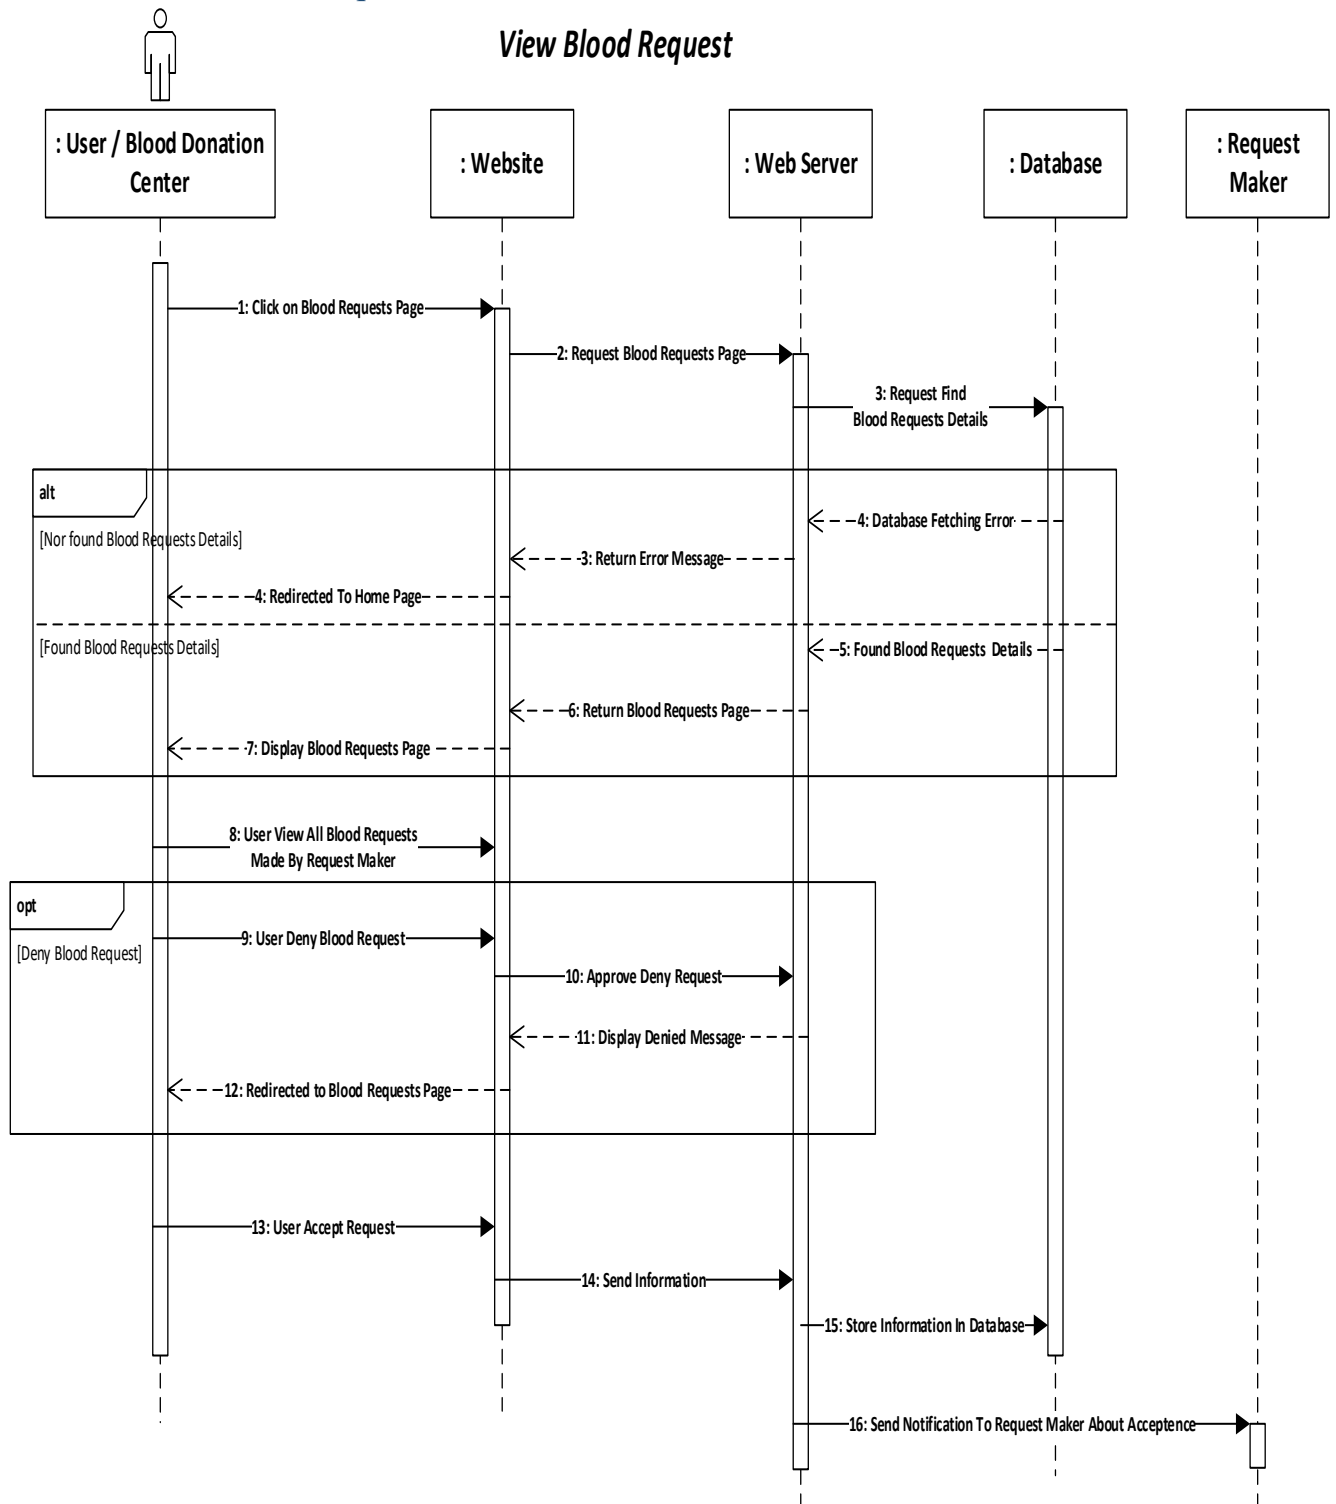 View Blood Request
: User / Blood Donation
Center
: Website
: Web Server
: Database
: Request
Maker
1: Click on Blood Requests Page
2: Request Blood Requests Page
3: Request Find
Blood Requests Details
alt
[Nor found Blood Requests Details]
4: Database Fetching Error
3: Return Error Message
4: Redirected To Home Page
[Found Blood Requests Details]
5: Found Blood Requests Details
6: Return Blood Requests Page
7: Display Blood Requests Page
8: User View All Blood Requests
Made By Request Maker
opt
[Deny Blood Request]
9: User Deny Blood Request
10: Approve Deny Request
11: Display Denied Message
12: Redirected to Blood Requests Page
13: User Accept Request
14: Send Information
15: Store Information In Database
16: Send Notification To Request Maker About Acceptence